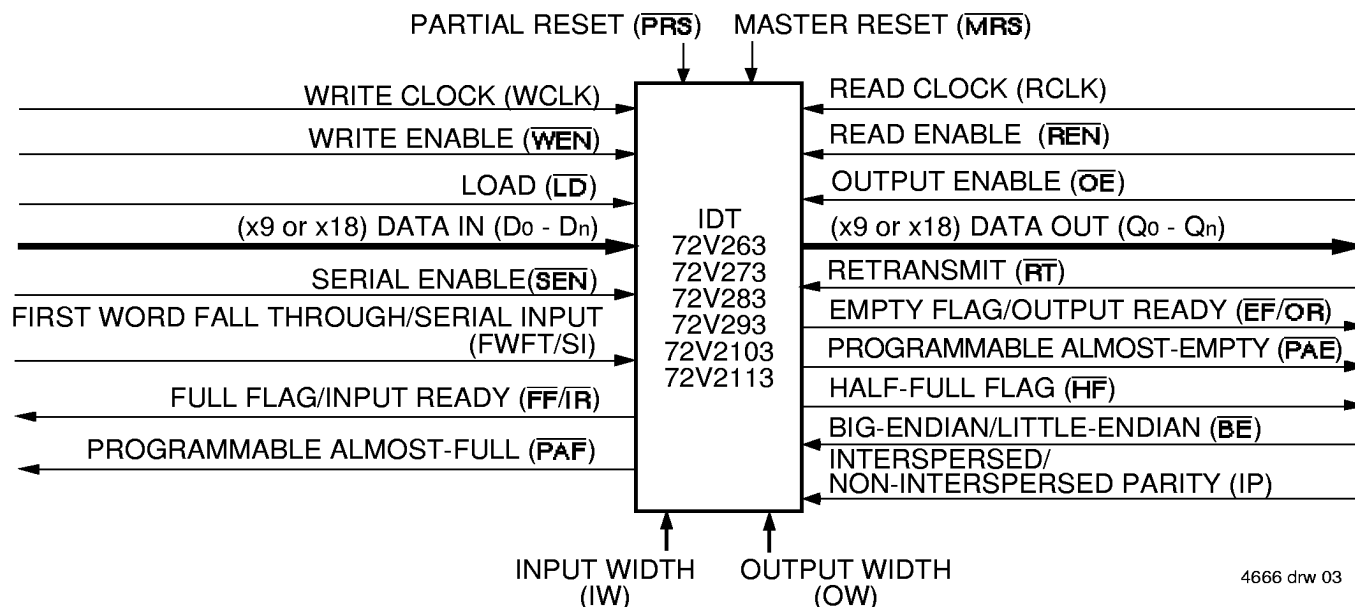 PARTIAL RESET (PRS) MASTER RESET (MRS)
WRITE CLOCK (WCLK)
WRITE ENABLE (WEN)
LOAD (LD)
(x9 or x18) DATA IN (D0 - Dn)
SERIAL ENABLE(SEN)
FIRST WORD FALL THROUGH/SERIAL INPUT
(FWFT/SI)
FULL FLAG/INPUT READY (FF/IR)
PROGRAMMABLE ALMOST-FULL (PAF)
IDT
72V263
72V273
72V283
72V293
72V2103
72V2113
READ CLOCK (RCLK)
READ ENABLE (REN)
OUTPUT ENABLE (OE)
(x9 or x18) DATA OUT (Q0 - Qn)
RETRANSMIT (RT)
EMPTY FLAG/OUTPUT READY (EF/OR)
PROGRAMMABLE ALMOST-EMPTY (PAE)
HALF-FULL FLAG (HF)
BIG-ENDIAN/LITTLE-ENDIAN (BE)
INTERSPERSED/
NON-INTERSPERSED PARITY (IP)
INPUT WIDTH
(IW)
OUTPUT WIDTH
(OW)
4666 drw 03